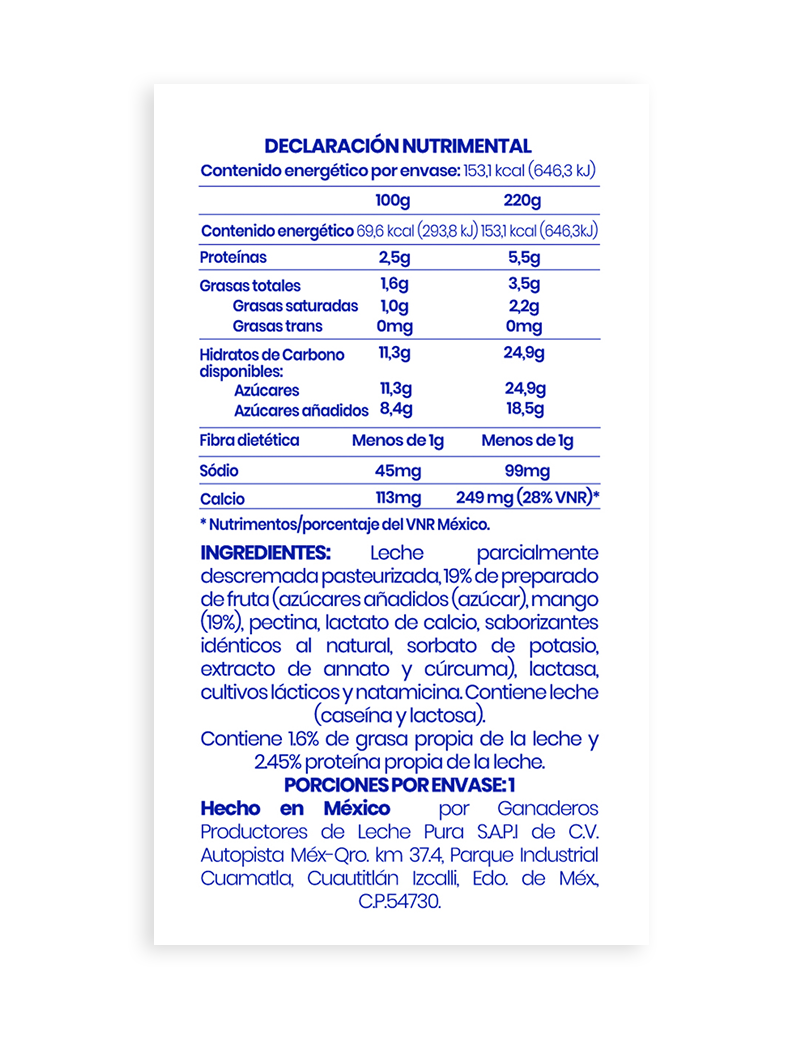 DECLARACIÓN NUTRIMENTAL
Contenido energético por envase: 153,1 kcal (646,3 kJ)
100g 220g
Contenido energético 69,6 kcal (293,8 kJ) 153,1 kcal (646,3kJ)
Proteínas 2,5g 5,5g
Grasas totales 1,6g 3,5g
Grasas saturadas 1,0g 2,2g
Grasas trans 0mg 0mg
Hidratos de Carbono 11,3g 24,9g
disponibles:
Azúcares 11,3g 24,9g
Azúcares añadidos 8,4g 18,5g
Fibra dietética Menos de 1g Menos de 1g
Sódio 45mg 99mg
Calcio 113mg 249 mg (28% VNR)*
* Nutrimentos/porcentaje del VNR México.
INGREDIENTES: Leche parcialmente
descremada pasteurizada, 19% de preparado
de fruta (azúcares añadidos (azúcar), mango
(19%), pectina, lactato de calcio, saborizantes
idénticos al natural, sorbato de potasio,
extracto de annato y cúrcuma), lactasa,
cultivos lácticos y natamicina. Contiene leche
(caseína y lactosa).
Contiene 1.6% de grasa propia de la leche y
2.45% proteína propia de la leche.
PORCIONES POR ENVASE: 1
Hecho en México por Ganaderos
Productores de Leche Pura S.A.P.I de C.V.
Autopista Méx-Qro. km 37.4, Parque Industrial
Cuamatla, Cuautitlán Izcalli, Edo. de Méx.,
C.P.54730.